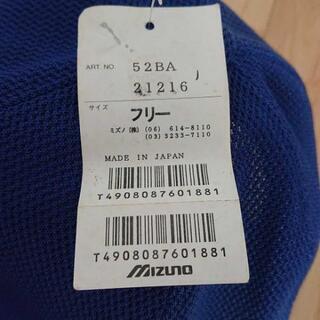 ART. NO. 52BA
21216
サイズ
フリー
ミズノ(株) (06) 614-8110
(03) 3233-7110
MADE IN JAPAN
T4908087601881
T4908087601881
MIZUNO